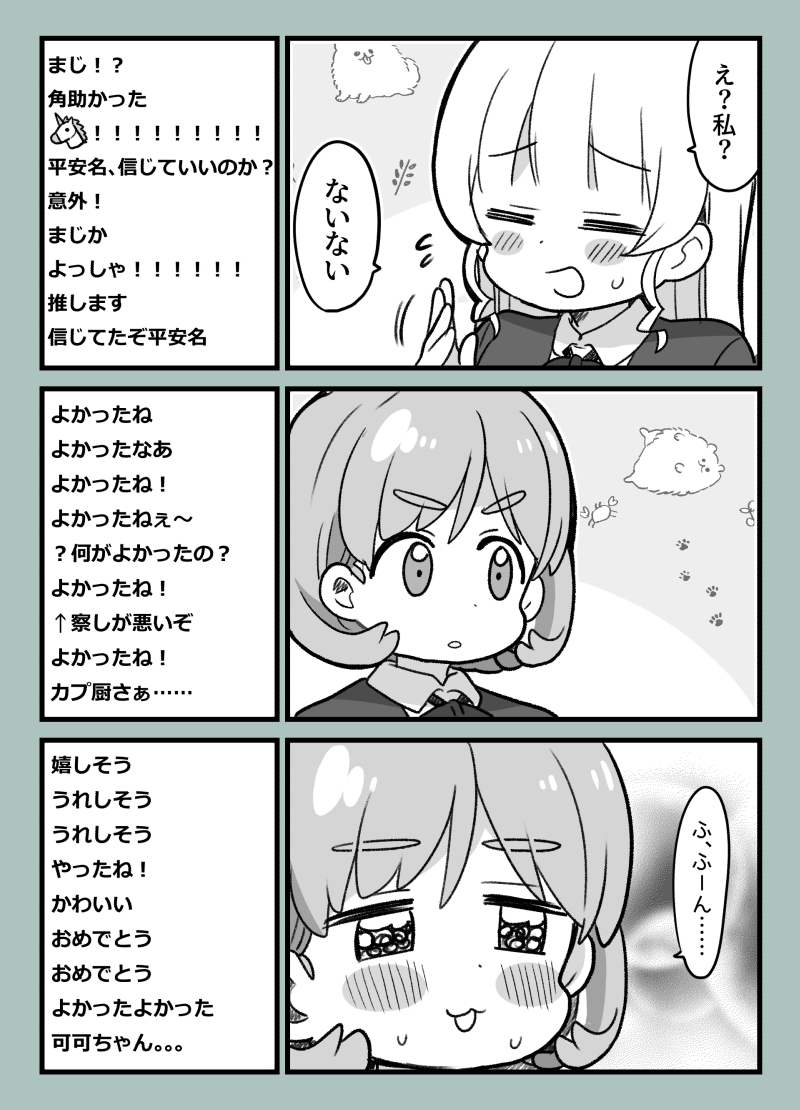 え?私?
ないない
まじ！？
角助かった
！！！！！！！！！
平安名、信じていいのか？
意外！
まじか
よっしゃ！！！！！！
推します
信じてたぞ平安名
よかったね
よかったなあ
よかったね！
よかったねぇ〜
？何がよかったの？
よかったね！
↑察しが悪いぞ
よかったね！
カプ厨さぁ……
ふ、ふーん……
嬉しそう
うれしそう
うれしそう
やったね！
かわいい
おめでとう
おめでとう
よかったよかった
可可ちゃん。。。